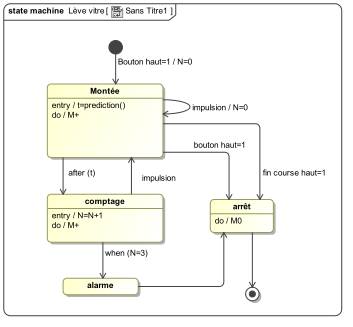 state machine Lève vitre [ Sans Titre1 ]
Bouton haut=1 / N=0
Montée
entry / t=prediction()
do / M+
impulsion / N=0
bouton haut=1
after (t)
impulsion
fin course haut=1
comptage
entry / N=N+1
do / M+
arrêt
do / M0
when (N=3)
alarme